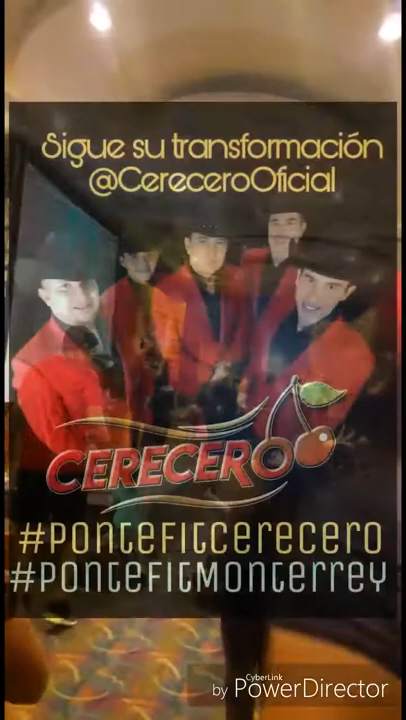 Sigue su transformación
@CereceroOficial
CERECERO
#PONTEFITCERECERO
#PONTEFITMONTERREY
CyberLink
by PowerDirector